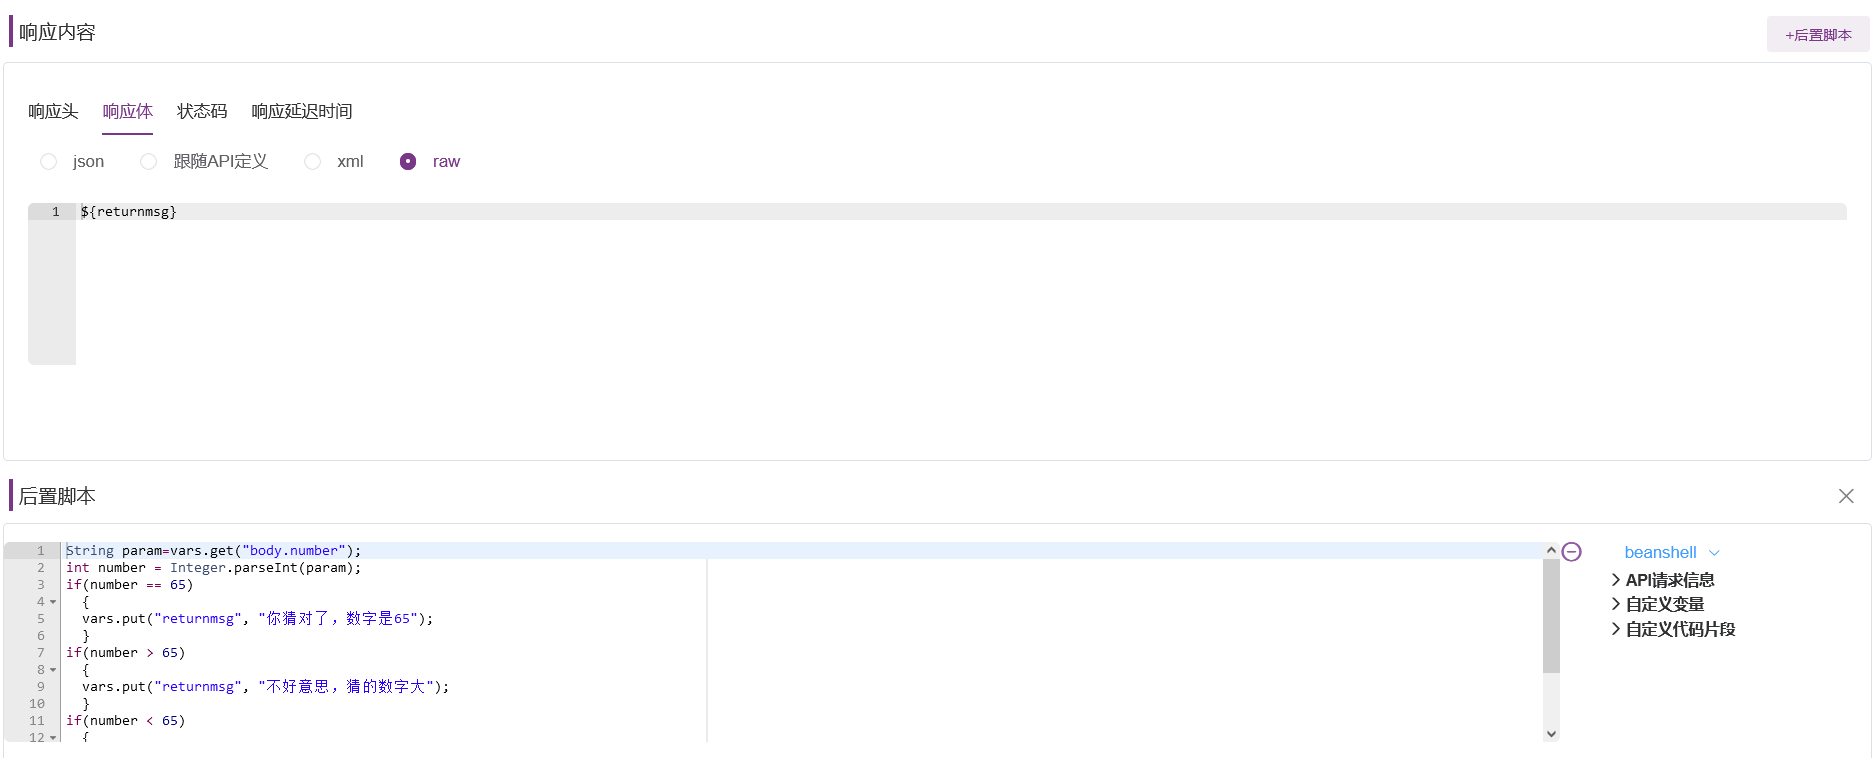 响应内容
+后置脚本
响应头 响应体 状态码 响应延迟时间
json 跟随API定义 xml raw
1 ${returnmsg}
后置脚本
1 String param=vars.get("body.number");
2 int number = Integer.parseInt(param);
3 if(number == 65)
4 {
5 vars.put("returnmsg", "你猜对了，数字是65");
6 }
7 if(number > 65)
8 {
9 vars.put("returnmsg", "不好意思，猜的数字大");
10 }
11 if(number < 65)
12 {
beanshell
API请求信息
自定义变量
自定义代码片段